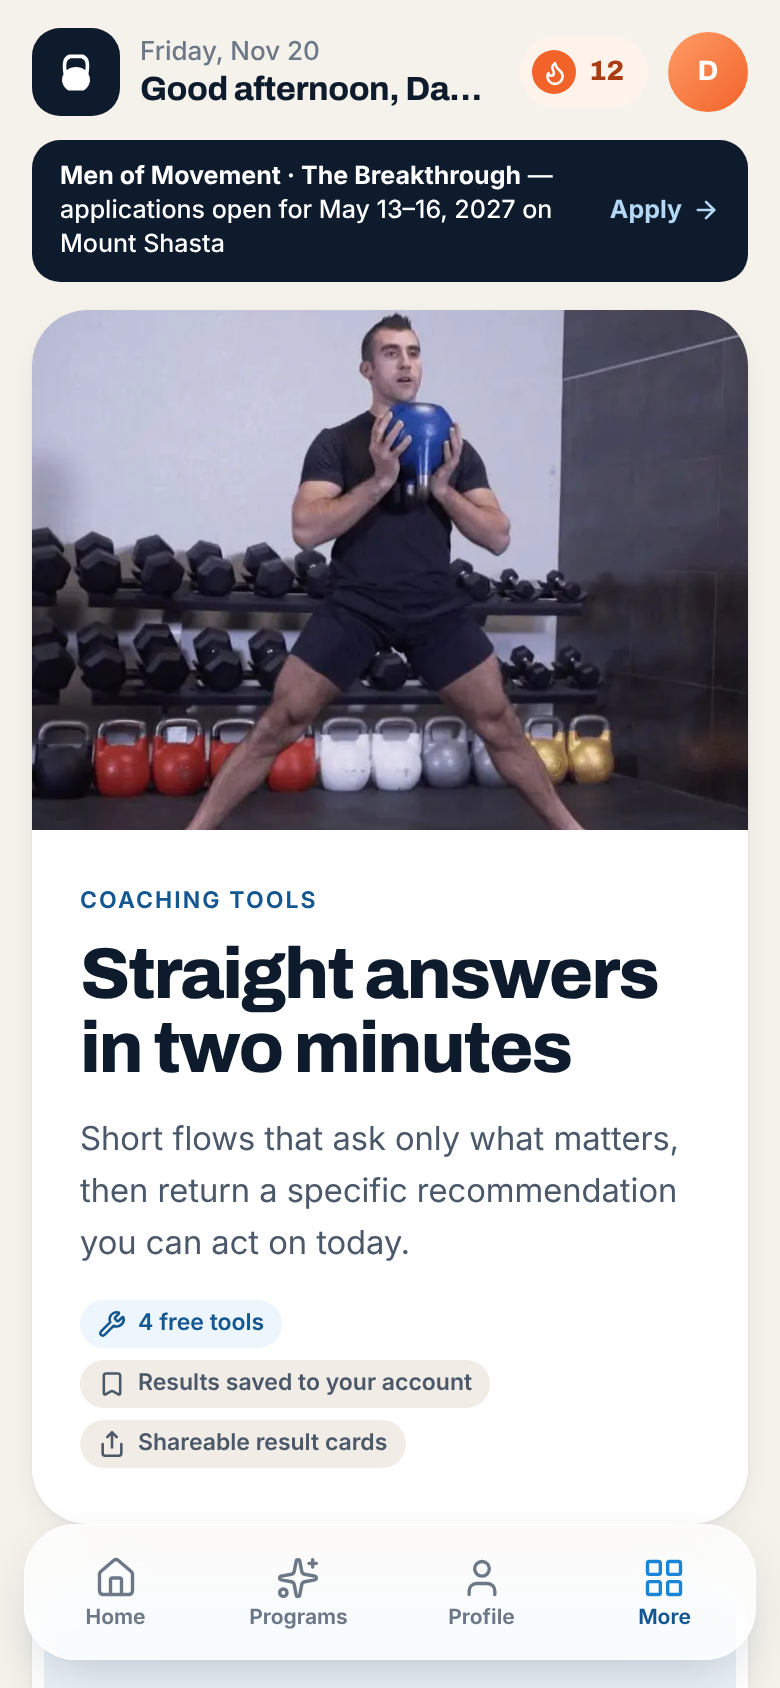 Friday, Nov 20
Good afternoon, Da...
12
D
Men of Movement · The Breakthrough —
applications open for May 13–16, 2027 on
Mount Shasta
Apply →
COACHING TOOLS
Straight answers
in two minutes
Short flows that ask only what matters,
then return a specific recommendation
you can act on today.
4 free tools
Results saved to your account
Shareable result cards
Home
Programs
Profile
More